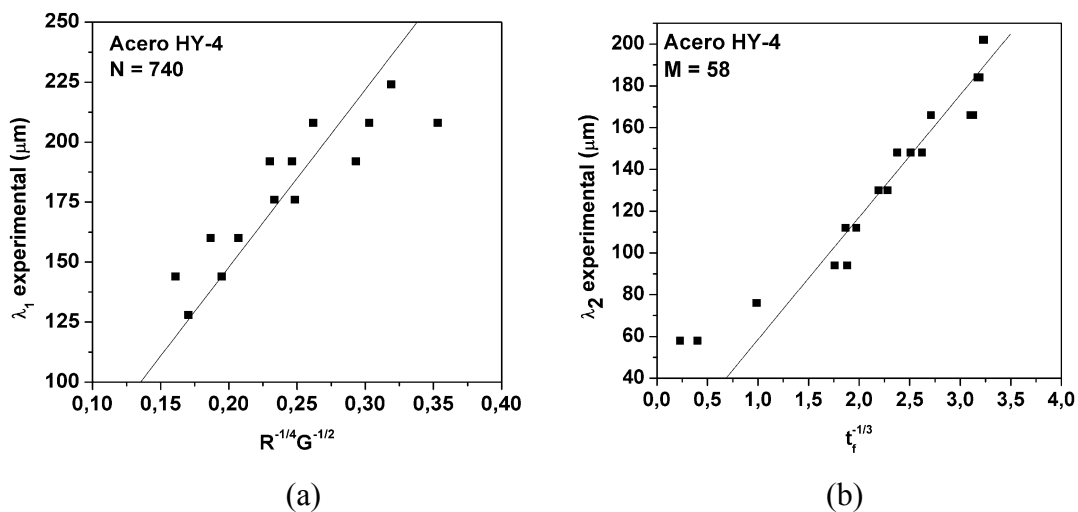 Acero HY-4
N = 740
λ₁ experimental (μm)
250
225
200
175
150
125
100
0,10 0,15 0,20 0,25 0,30 0,35 0,40
R⁻¹/⁴G⁻¹/²
(a)
Acero HY-4
M = 58
λ₂ experimental (μm)
200
180
160
140
120
100
80
60
40
0,0 0,5 1,0 1,5 2,0 2,5 3,0 3,5 4,0
t_f⁻¹/³
(b)